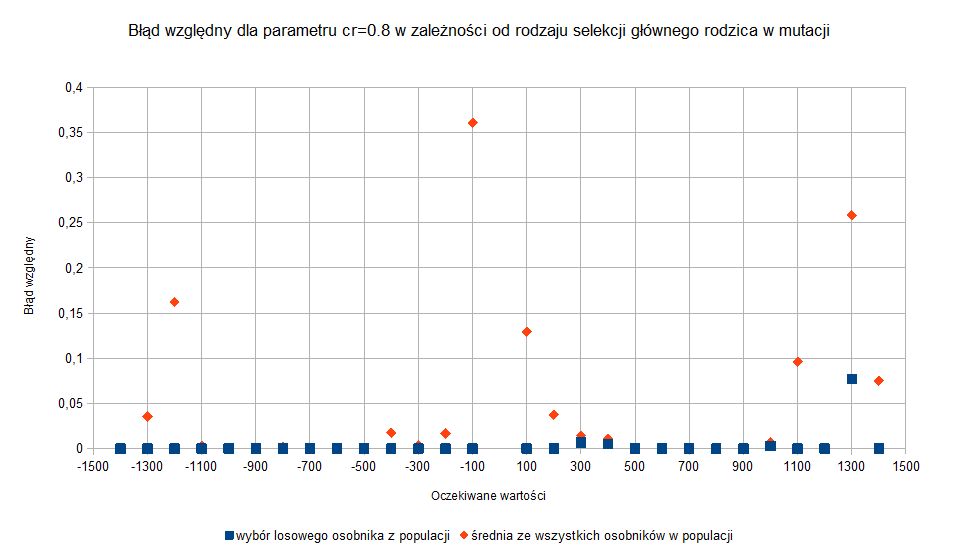 Błąd względny dla parametru cr=0.8 w zależności od rodzaju selekcji głównego rodzica w mutacji
0,4
0,35
0,3
0,25
0,2
0,15
0,1
0,05
0
Błąd względny
-1500 -1300 -1100 -900 -700 -500 -300 -100 100 300 500 700 900 1100 1300 1500
Oczekiwane wartości
wybór losowego osobnika z populacji średnia ze wszystkich osobników w populacji